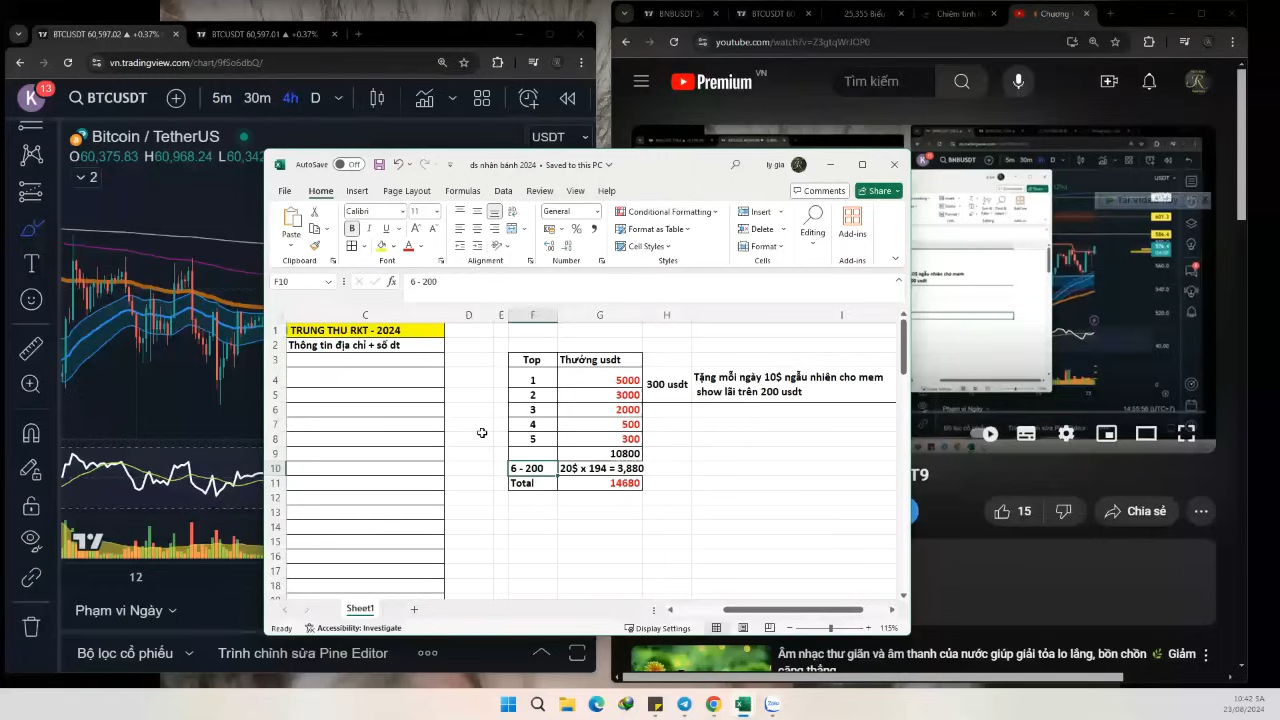 BTCUSDT 60,597.02 ▲ +0.37%
BTCUSDT 60,597.01 ▲ +0.37%
vn.tradingview.com/chart/9fSo6dbQ/
K
13
BTCUSDT
5m
30m
4h
D
Bitcoin / TetherUS
USDT
O60,375.83 H60,968.24 L60,342
2
12
Phạm vi Ngày
Bộ lọc cổ phiếu
Trình chỉnh sửa Pine Editor
BNBUSDT 5
BTCUSDT 60
25,355 Biểu
Chiêm tinh
Chương
youtube.com/watch?v=Z3gtqWrJOP0
Premium
VN
Tìm kiếm
T9
15
Chia sẻ
Âm nhạc thư giãn và âm thanh của nước giúp giải tỏa lo lắng, bồn chồn 🌿 Giảm
căng thẳng
AutoSave
Off
ds nhận bánh 2024 • Saved to this PC
ly gia
File
Home
Insert
Page Layout
Formulas
Data
Review
View
Help
Comments
Share
Paste
Calibri
11
B
I
U
General
Conditional Formatting
Format as Table
Cell Styles
Insert
Delete
Format
Editing
Add-ins
Clipboard
Font
Alignment
Number
Styles
Cells
Add-ins
F10
fx
6 - 200
C
D
E
F
G
H
I
1
TRUNG THU RKT - 2024
2
Thông tin địa chỉ + số dt
3
Top
Thưởng usdt
4
1
5000
300 usdt
Tặng mỗi ngày 10$ ngẫu nhiên cho mem
show lãi trên 200 usdt
5
2
3000
6
3
2000
7
4
500
8
5
300
9
10800
10
6 - 200
20$ x 194 = 3,880
11
Total
14680
12
13
14
15
16
17
18
Sheet1
Ready
Accessibility: Investigate
Display Settings
115%
10:42 SA
23/08/2024